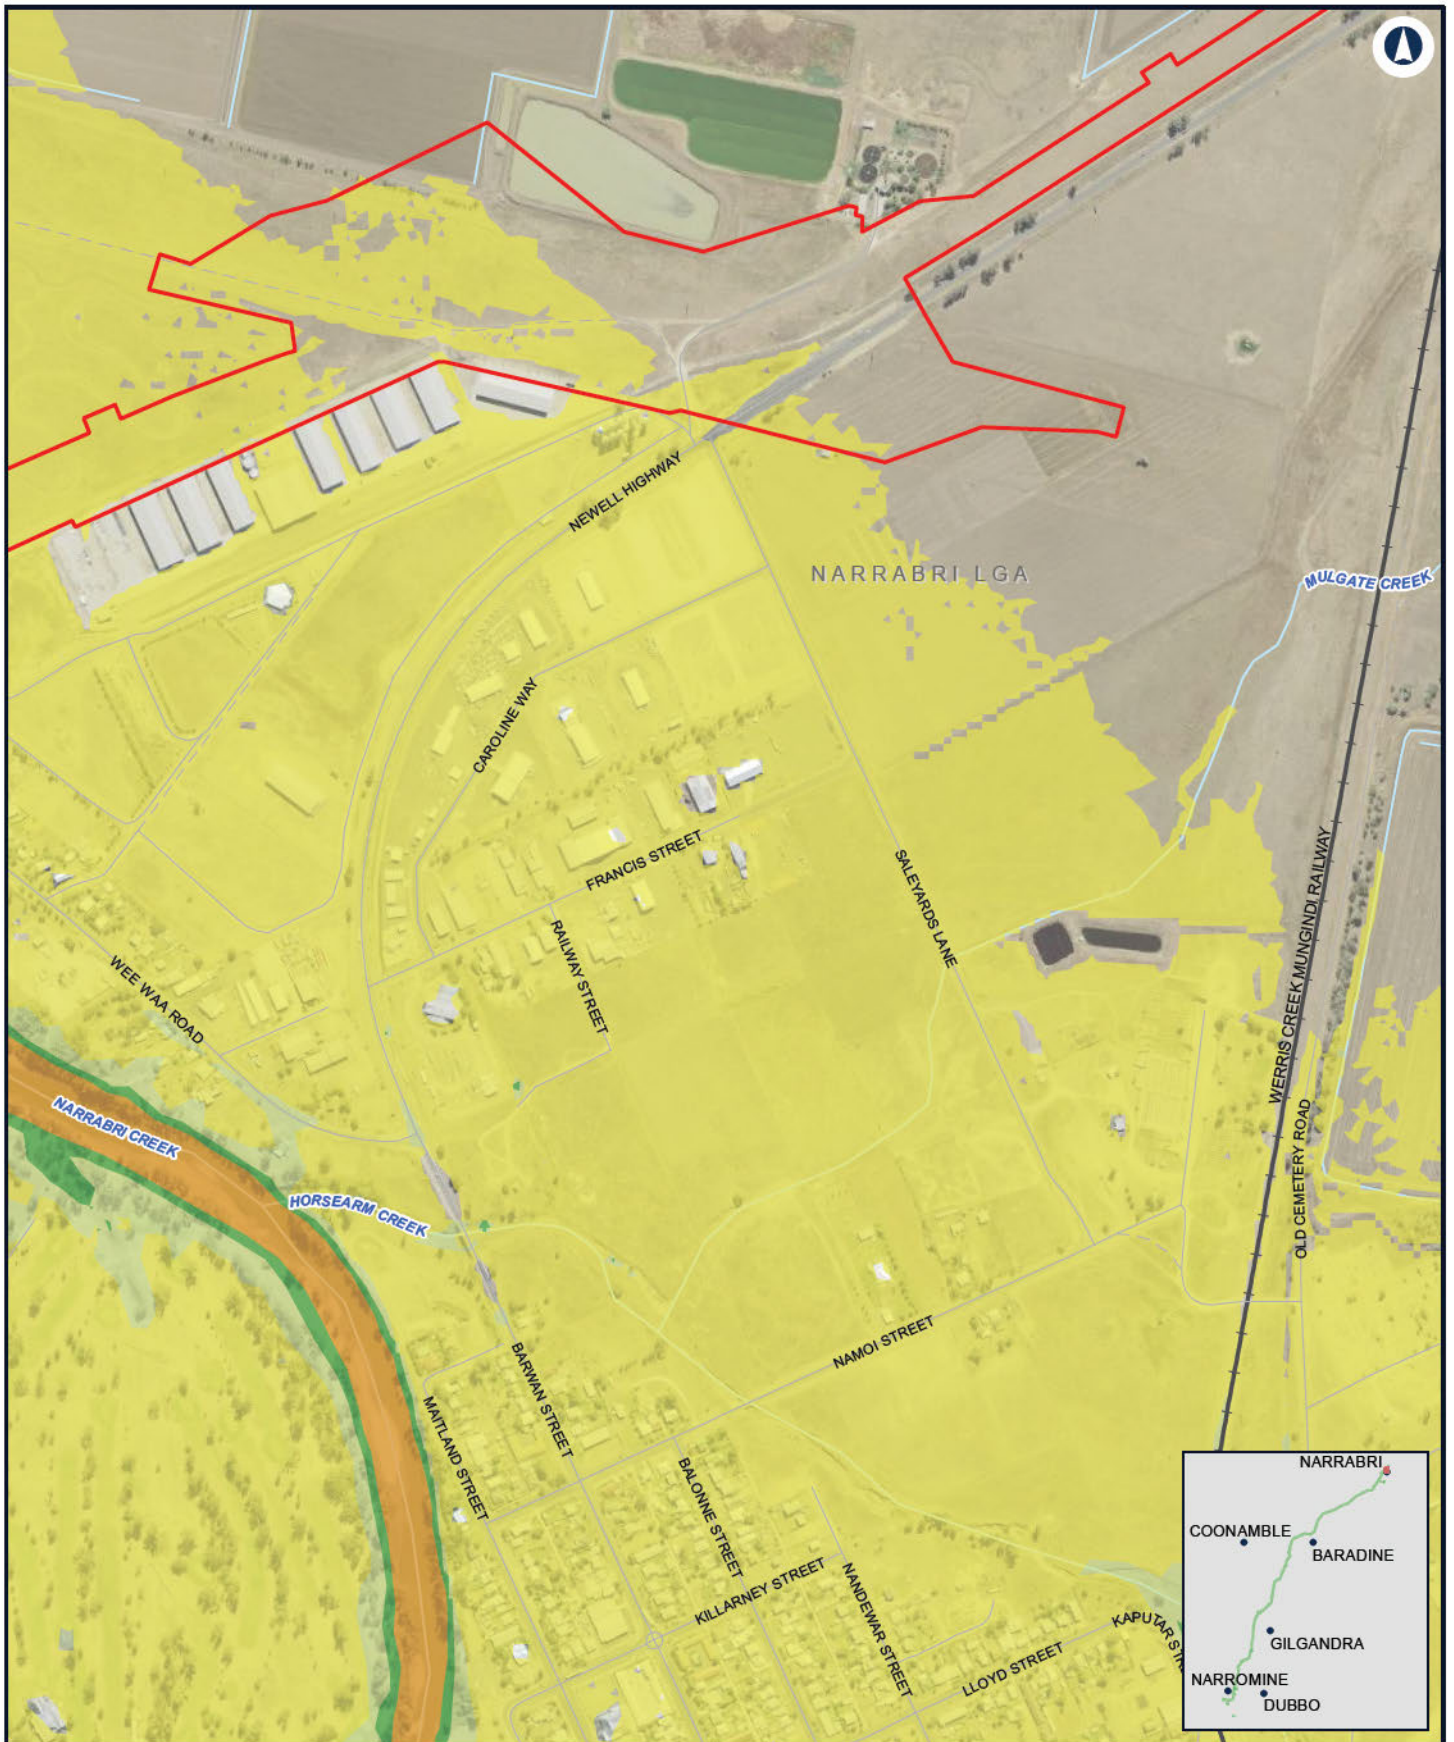 NEWELL HIGHWAY
NARRABRI LGA
MULGATE CREEK
CAROLINE WAY
FRANCIS STREET
RAILWAY STREET
SALEYARDS LANE
WERRIS CREEK MUNGINDI RAILWAY
WEE WAA ROAD
NARRABRI CREEK
HORSEARM CREEK
OLD CEMETERY ROAD
NAMOI STREET
BARWAN STREET
MAITLAND STREET
BALONNE STREET
KILLARNEY STREET
NANDEWAR STREET
LLOYD STREET
KAPUTAR STR
NARRABRI
COONAMBLE
BARADINE
GILGANDRA
NARROMINE
DUBBO